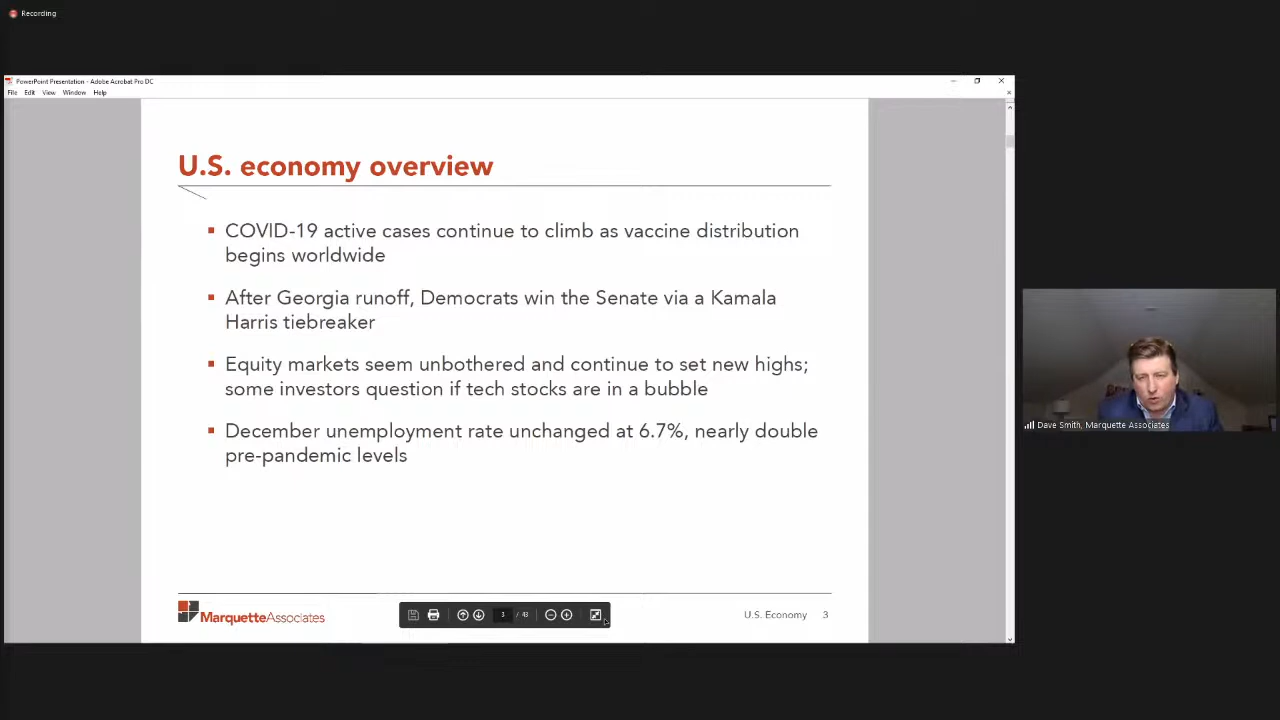 Recording
PowerPoint Presentation - Adobe Acrobat Pro DC
File Edit View Window Help
U.S. economy overview
COVID-19 active cases continue to climb as vaccine distribution
begins worldwide
After Georgia runoff, Democrats win the Senate via a Kamala
Harris tiebreaker
Equity markets seem unbothered and continue to set new highs;
some investors question if tech stocks are in a bubble
December unemployment rate unchanged at 6.7%, nearly double
pre-pandemic levels
Dave Smith, Marquette Associates
MarquetteAssociates
3 / 43
U.S. Economy 3